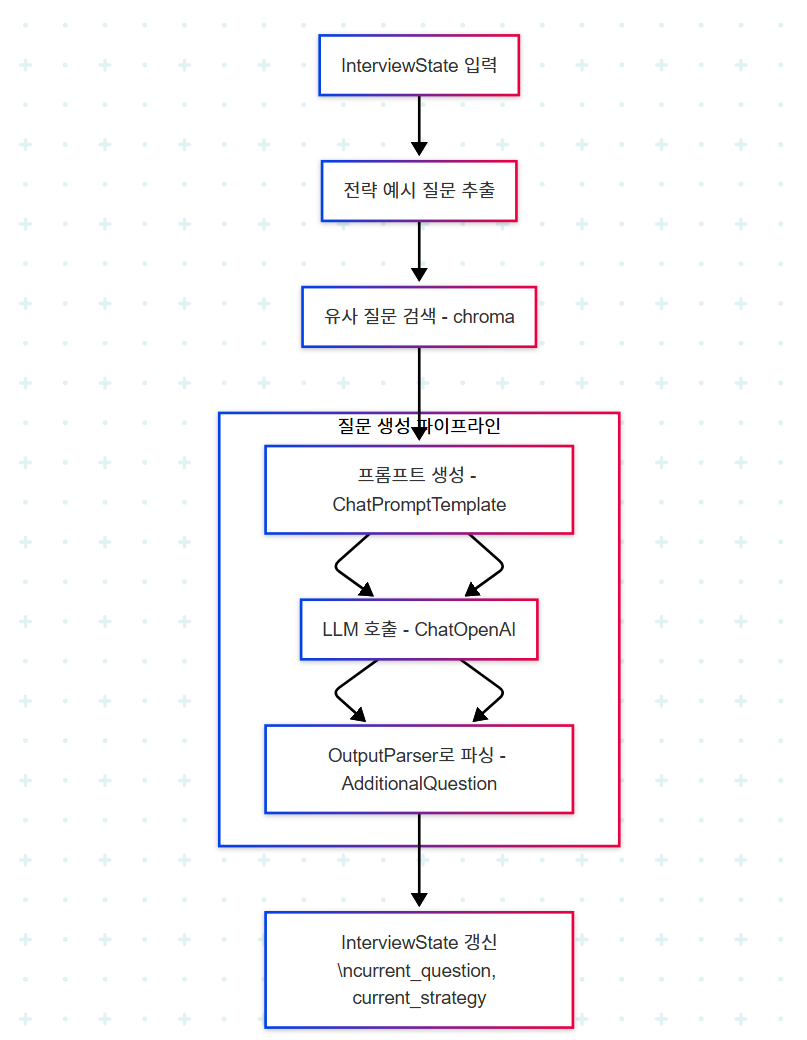 InterviewState 입력
전략 예시 질문 추출
유사 질문 검색 - chroma
질문 생성 파이프라인
프롬프트 생성 -
ChatPromptTemplate
LLM 호출 - ChatOpenAI
OutputParser로 파싱 -
AdditionalQuestion
InterviewState 갱신
\ncurrent_question,
current_strategy